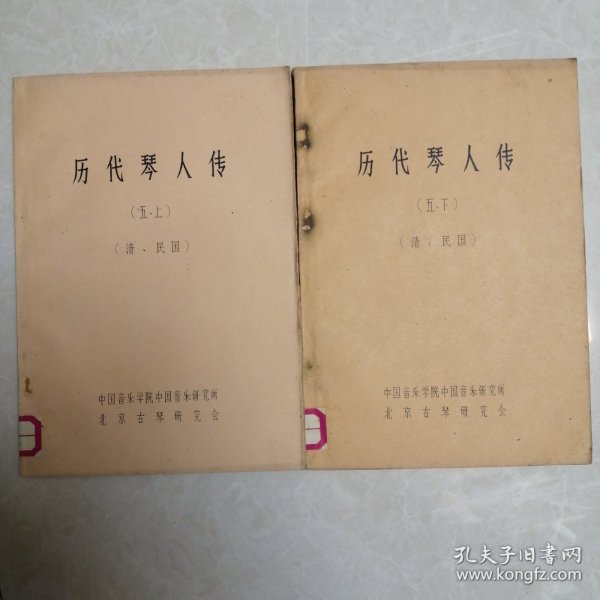 历代琴人传
（五·上）
（清、民国）
中国音乐学院中国音乐研究所
北京古琴研究会
历代琴人传
（五·下）
（清、民国）
中国音乐学院中国音乐研究所
北京古琴研究会
孔夫子旧书网
www.kongfz.com